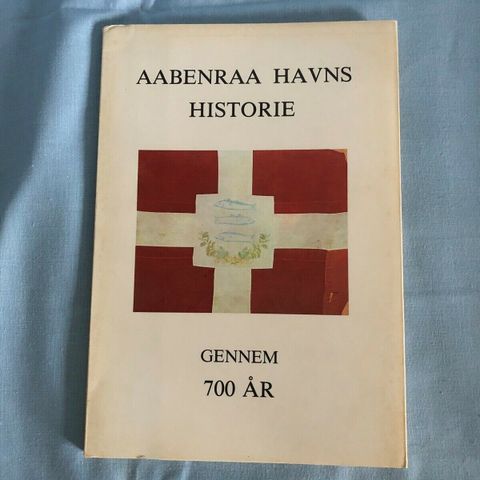 AABENRAA HAVNS
HISTORIE
GENNEM
700 ÅR